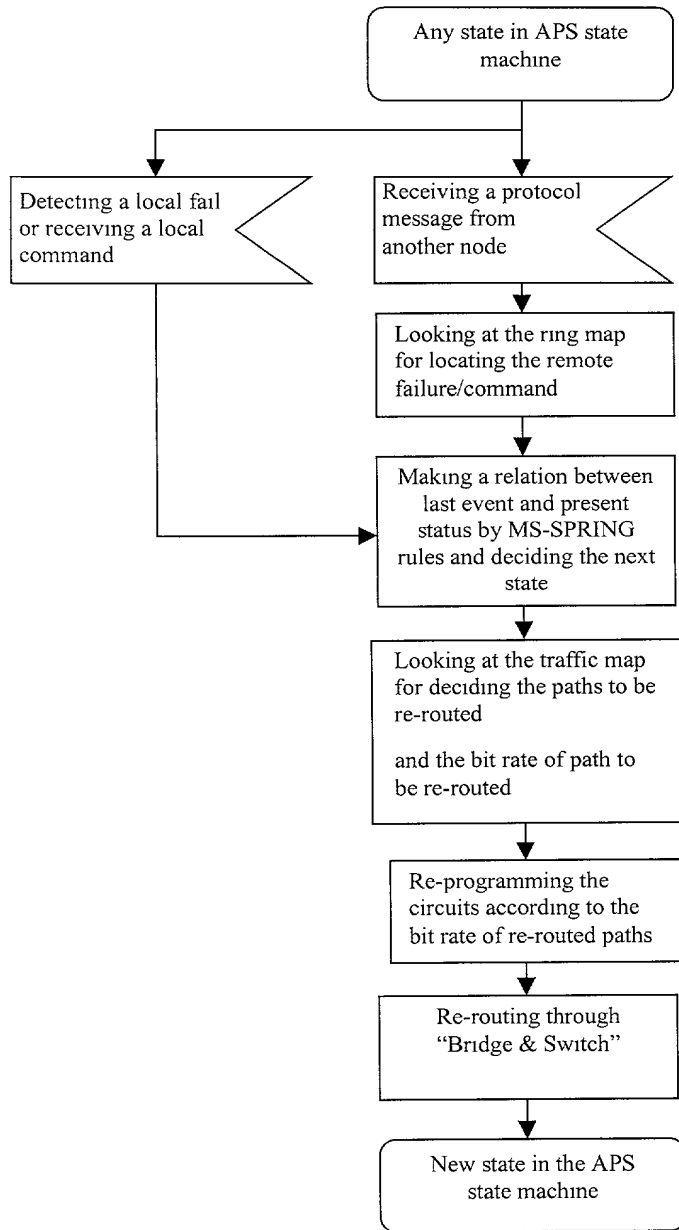 Any state in APS state
machine
Detecting a local fail
or receiving a local
command
Receiving a protocol
message from
another node
Looking at the ring map
for locating the remote
failure/command
Making a relation between
last event and present
status by MS-SPRING
rules and deciding the next
state
Looking at the traffic map
for deciding the paths to be
re-routed
and the bit rate of path to
be re-routed
Re-programming the
circuits according to the
bit rate of re-routed paths
Re-routing through
“Bridge & Switch”
New state in the APS
state machine